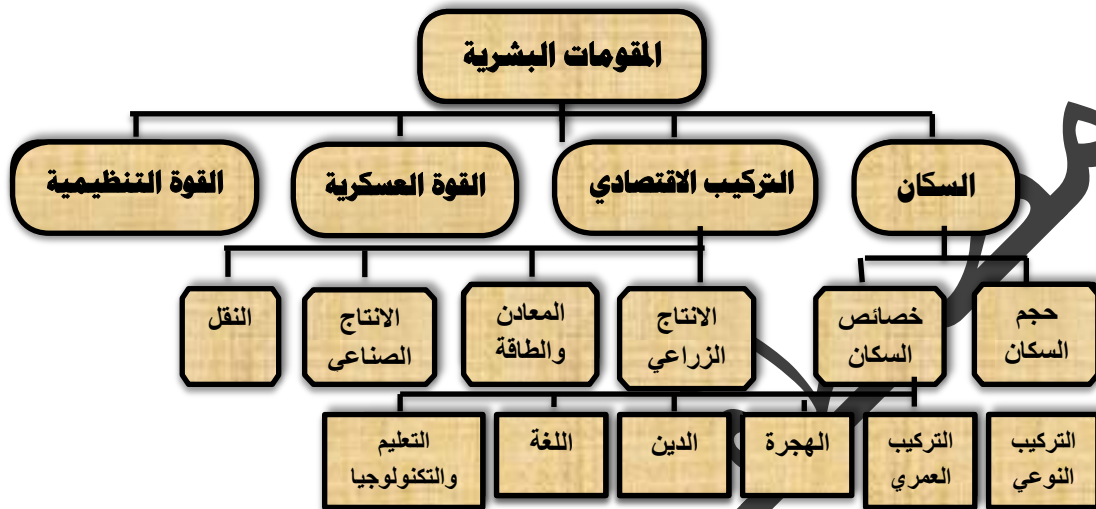 المقومات البشرية
السكان
التركيب الاقتصادي
القوة العسكرية
القوة التنظيمية
حجم
السكان
خصائص
السكان
الانتاج
الزراعي
المعادن
والطاقة
الانتاج
الصناعى
النقل
التركيب
النوعي
التركيب
العمري
الهجرة
الدين
اللغة
التعليم
والتكنولوجيا